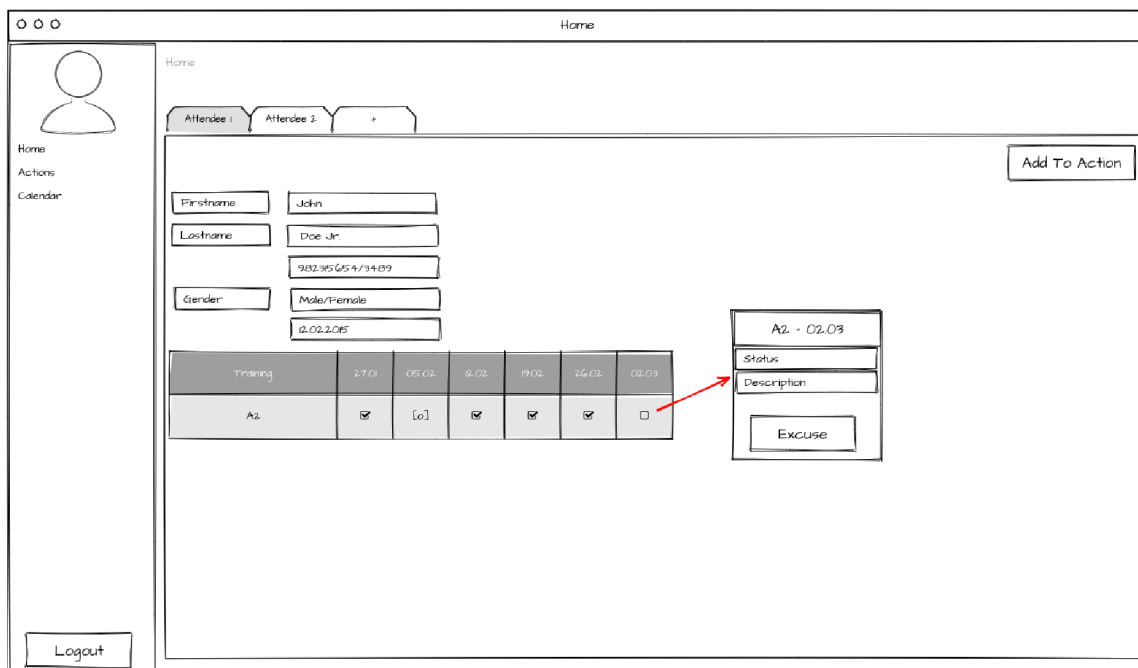 Home
Home
Attendee 1 Attendee 2 +
Home
Actions
Calendar
Add To Action
Firstname John
Lastname Doe Jr.
982315654/3489
Gender Male/Female
12.02.2015
Training 27.01 05.02 12.02 19.02 26.02 02.03
A2 [o]
A2 - 02.03
Status
Description
Excuse
Logout